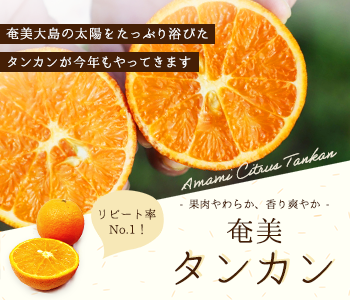 奄美大島の太陽をたっぷり浴びた
タンカンが今年もやってきます
Amami Citrus Tankan
- 果肉やわらか、香り爽やか -
リピート率
No.1！
奄美
タンカン